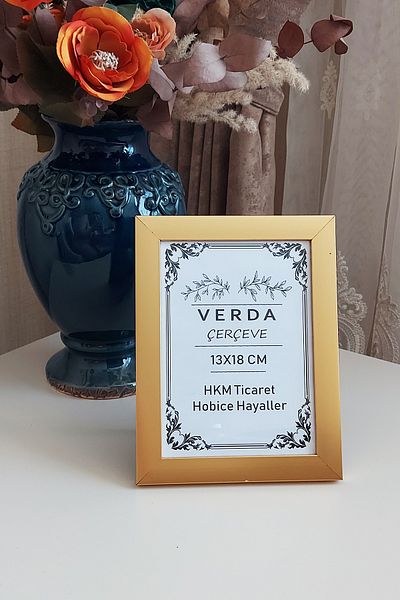 VERDA
ÇERÇEVE
13X18 CM
HKM Ticaret
Hobice Hayaller